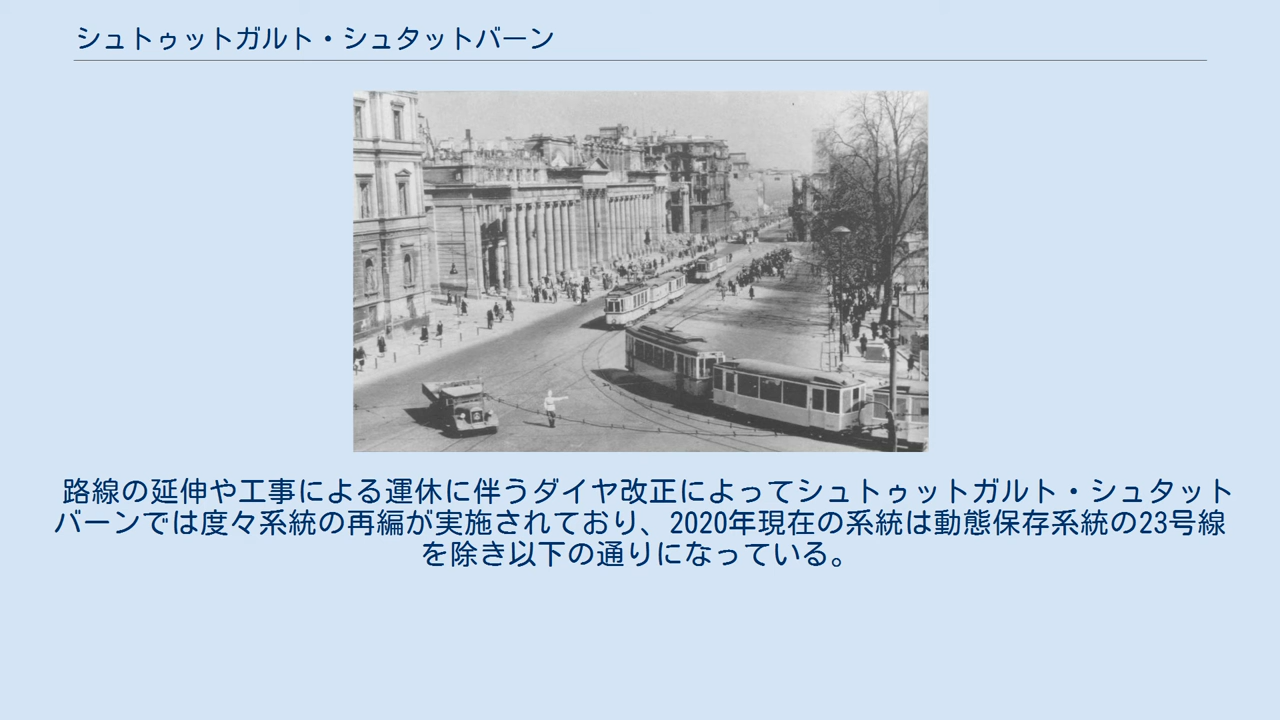 シュトゥットガルト・シュタットバーン
路線の延伸や工事による運休に伴うダイヤ改正によってシュトゥットガルト・シュタット
バーンでは度々系統の再編が実施されており、2020年現在の系統は動態保存系統の23号線
を除き以下の通りになっている。